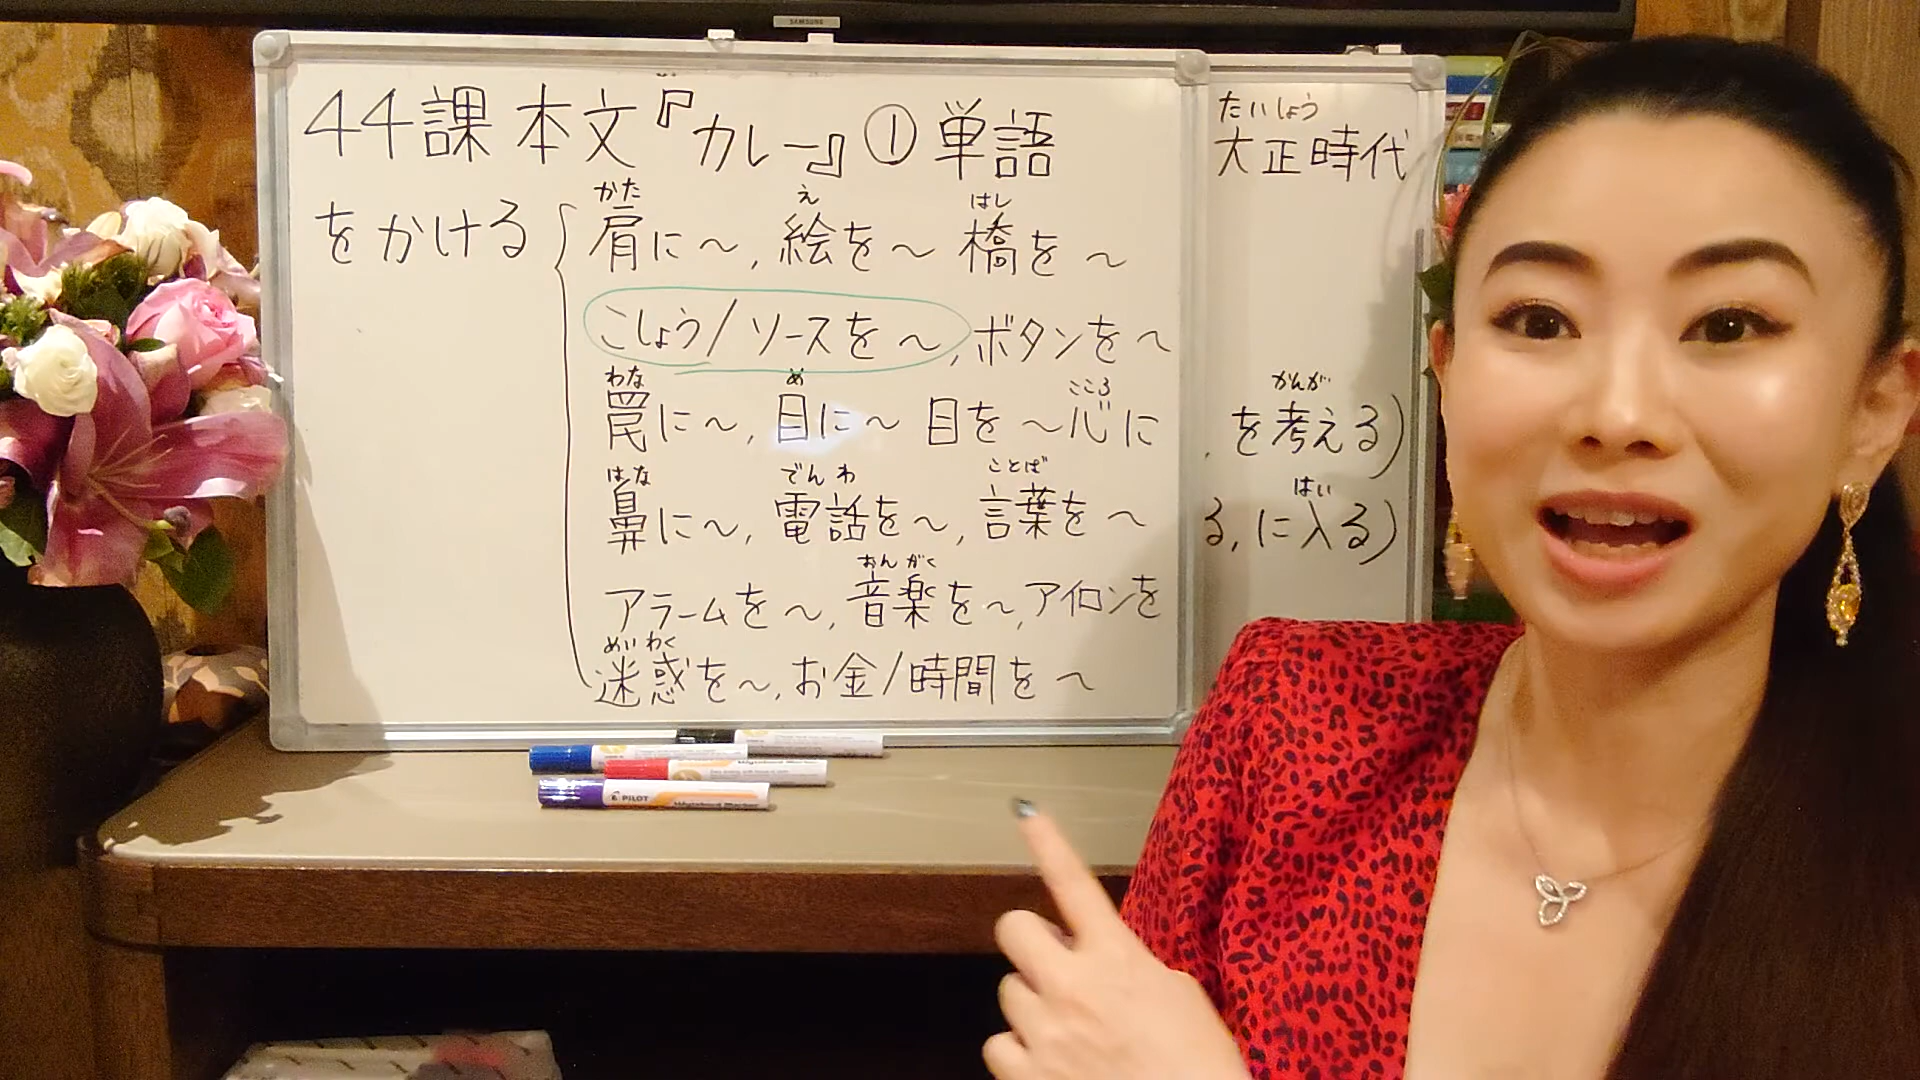 SAMSUNG
44課 本文『カレー』① 単語
をかける
かた え はし
肩に〜, 絵を〜 橋を〜
こしょう/ソースを〜, ボタンを〜
わな め こころ
罠に〜, 目に〜 目を〜心に
はな でんわ ことば
鼻に〜, 電話を〜, 言葉を〜
おんがく
アラームを〜, 音楽を〜, アイロンを
めいわく
迷惑を〜, お金/時間を〜
たいしょう
大正時代
かんが
, を考える)
はい
る, に入る)
PILOT
Wyteboard Marker
Wyteboard Marker